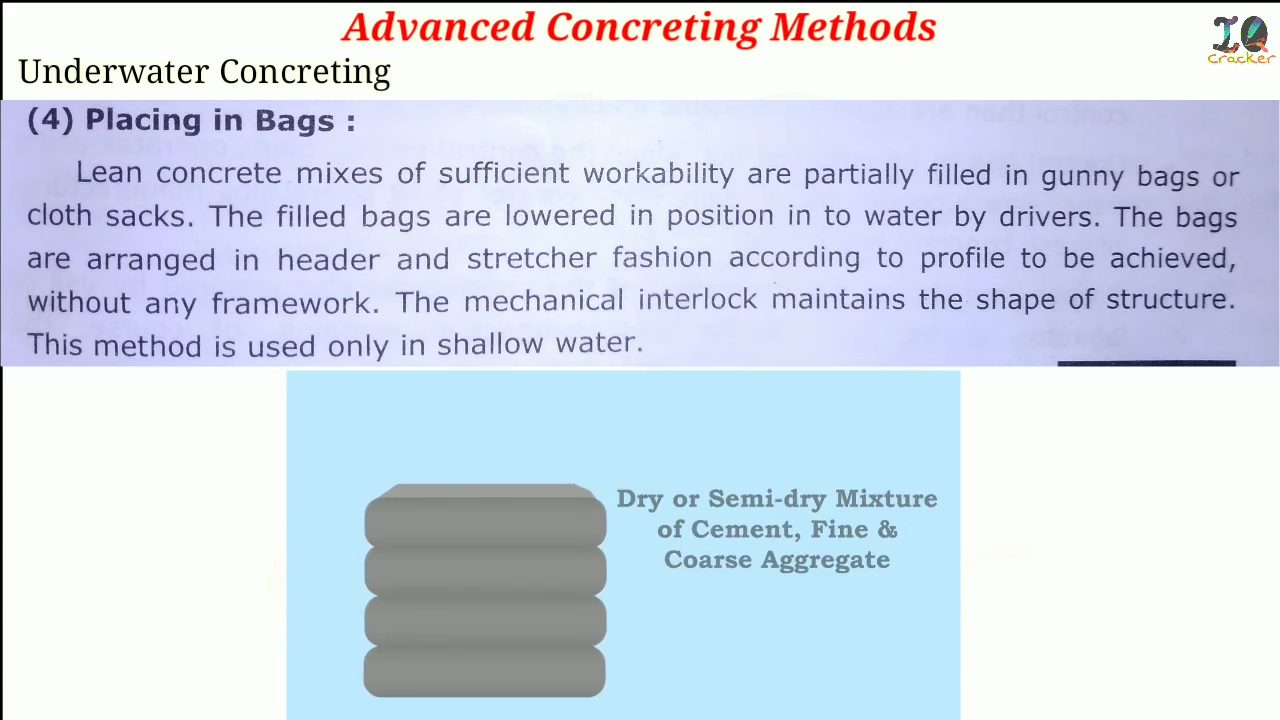 Advanced Concreting Methods
IQ
Cracker
Underwater Concreting
(4) Placing in Bags :
Lean concrete mixes of sufficient workability are partially filled in gunny bags or
cloth sacks. The filled bags are lowered in position in to water by drivers. The bags
are arranged in header and stretcher fashion according to profile to be achieved,
without any framework. The mechanical interlock maintains the shape of structure.
This method is used only in shallow water.
Dry or Semi-dry Mixture
of Cement, Fine &
Coarse Aggregate